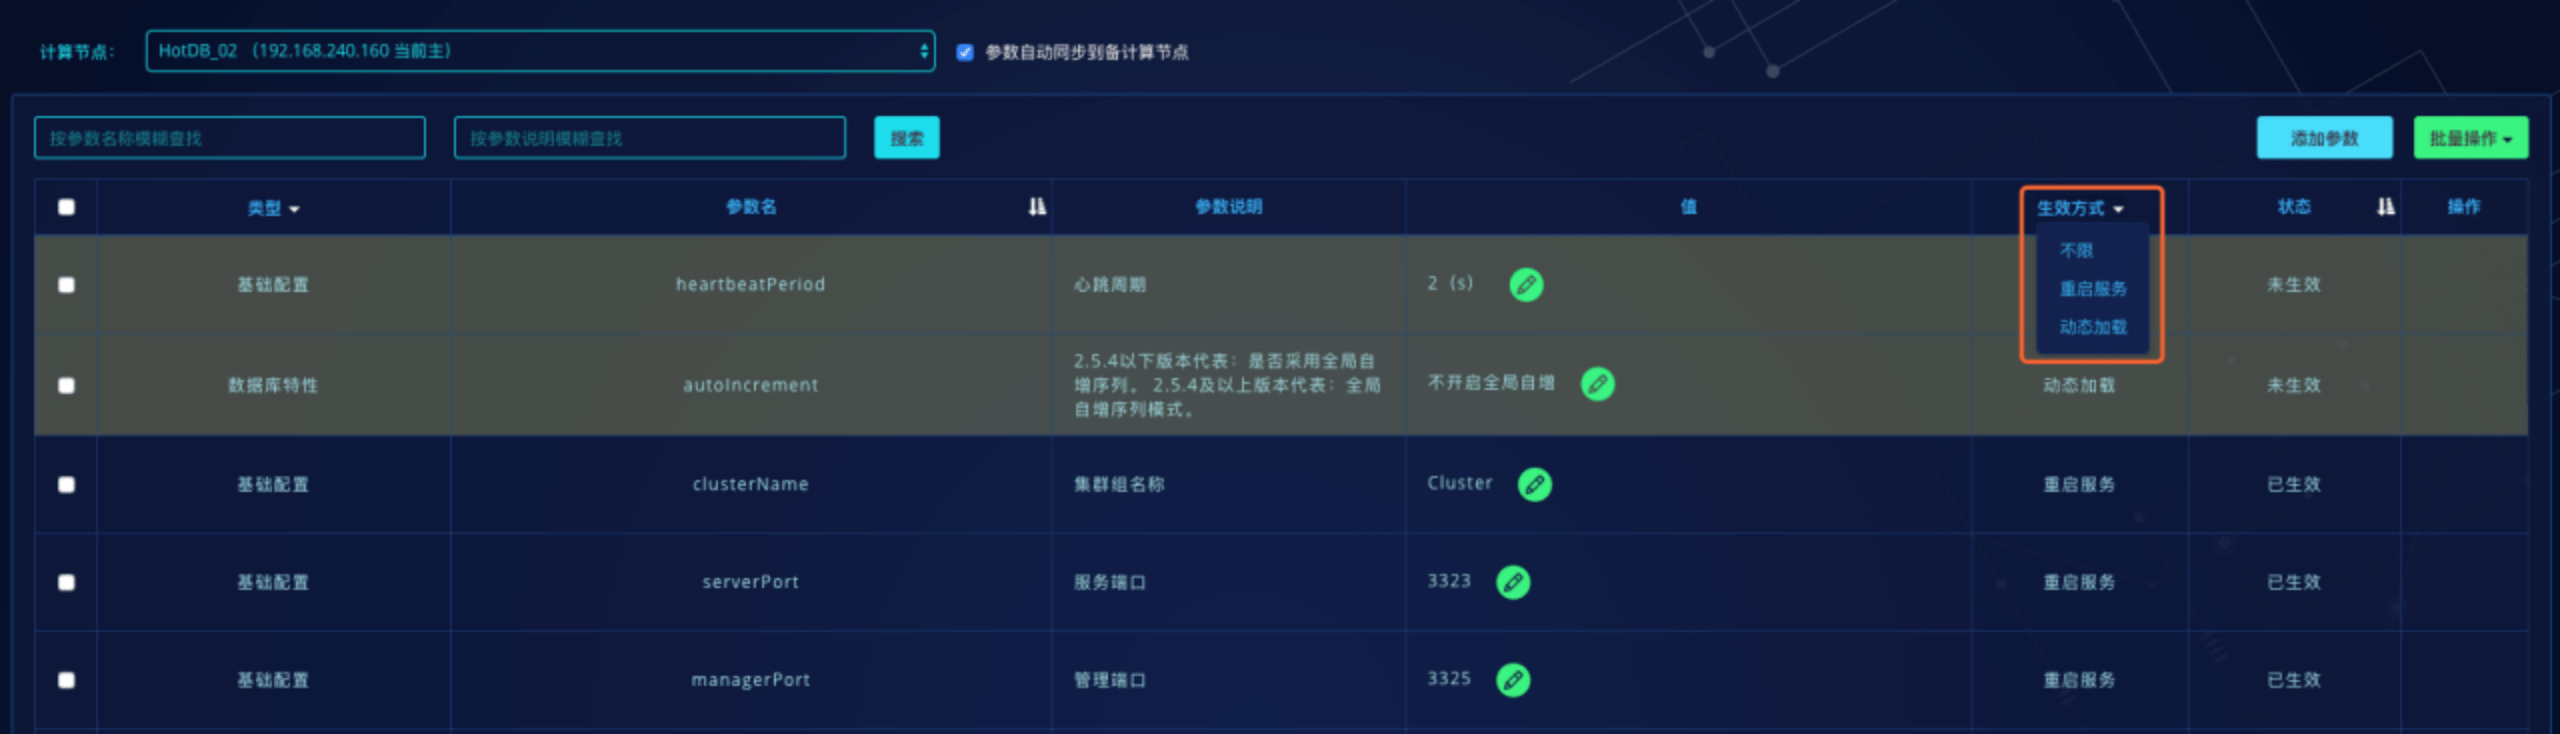 计算节点：
HotDB_02 （192.168.240.160 当前主）
参数自动同步到备计算节点
按参数名称模糊查找
按参数说明模糊查找
搜索
添加参数
批量操作
类型
参数名
参数说明
值
生效方式
状态
操作
不限
重启服务
动态加载
基础配置
heartbeatPeriod
心跳周期
2 （s）
未生效
数据库特性
autoIncrement
2.5.4以下版本代表：是否采用全局自
增序列。 2.5.4及以上版本代表：全局
自增序列模式。
不开启全局自增
动态加载
未生效
基础配置
clusterName
集群组名称
Cluster
重启服务
已生效
基础配置
serverPort
服务端口
3323
重启服务
已生效
基础配置
managerPort
管理端口
3325
重启服务
已生效